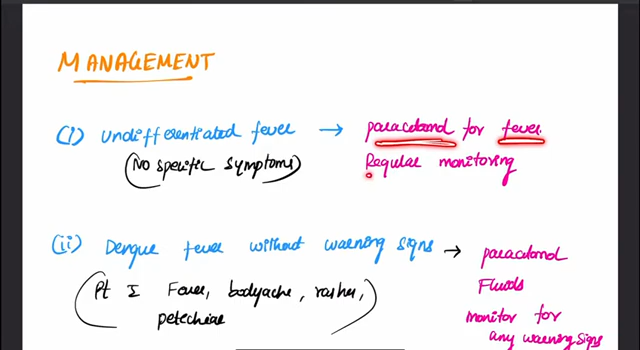 MANAGEMENT
(i) Undifferentiated fever → paracetamol for fever.
(No specific symptoms) Regular monitoring
(ii) Dengue fever without warning signs → paracetamol
(Pt Fever, bodyache, rashes, Fluids
petechiae) monitor for
any warning signs